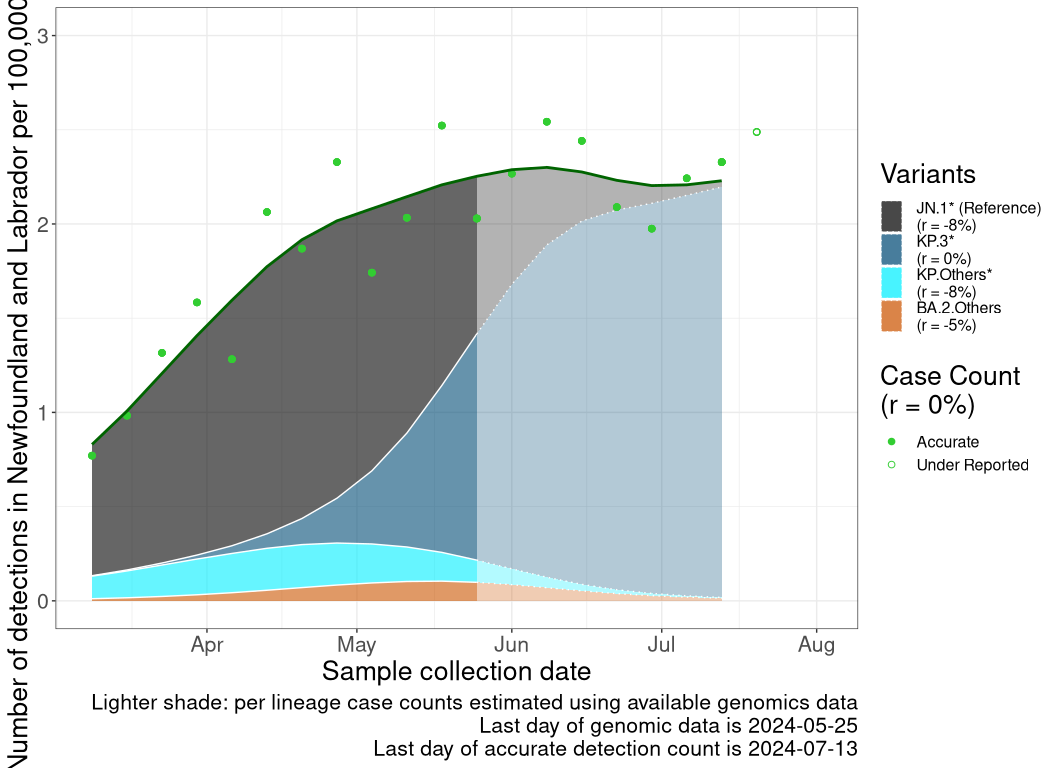 Number of detections in Newfoundland and Labrador per 100,000
3
2
1
0
Apr
May
Jun
Jul
Aug
Sample collection date
Lighter shade: per lineage case counts estimated using available genomics data
Last day of genomic data is 2024-05-25
Last day of accurate detection count is 2024-07-13
Variants
JN.1* (Reference)
(r = -8%)
KP.3*
(r = 0%)
KP.Others*
(r = -8%)
BA.2.Others
(r = -5%)
Case Count
(r = 0%)
Accurate
Under Reported